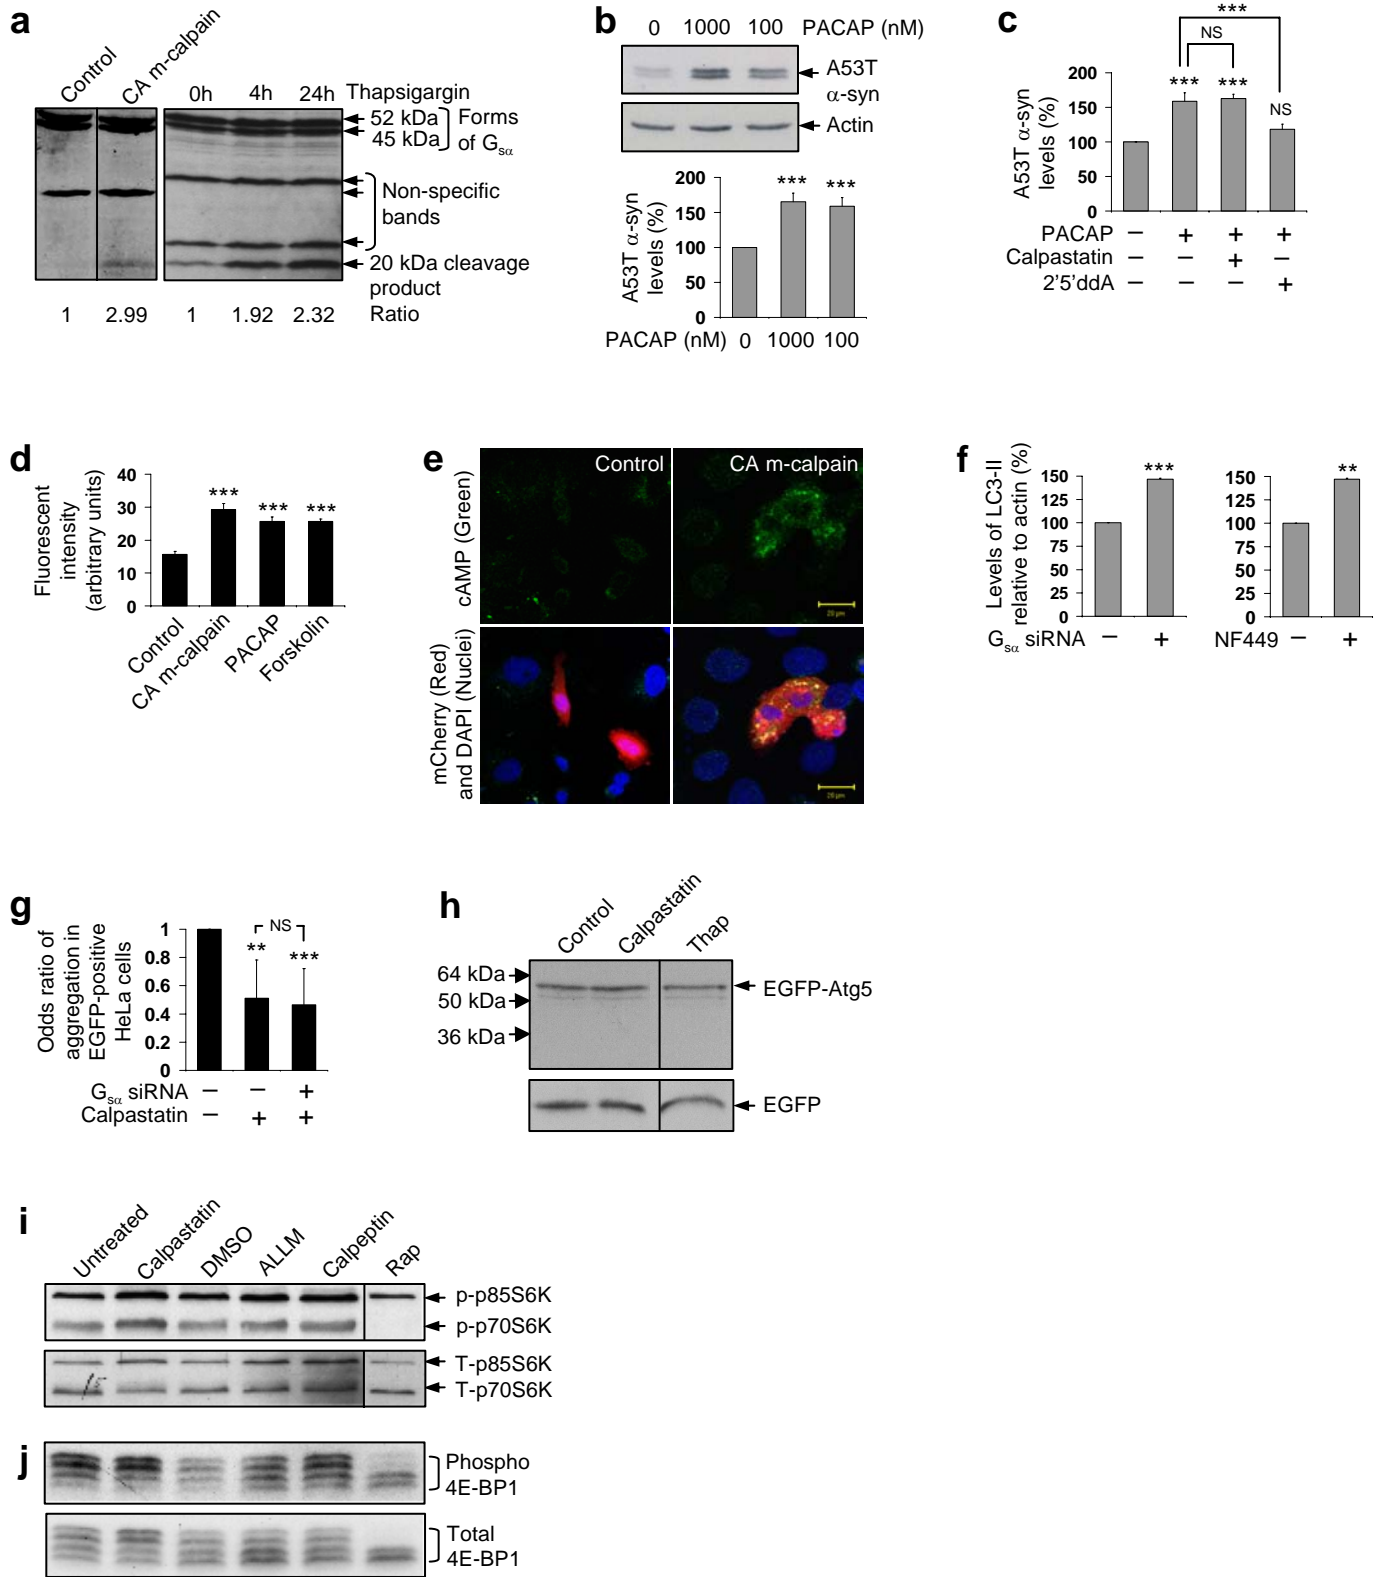 a
Control
CA m-calpain
0h 4h 24h Thapsigargin
52 kDa
45 kDa
Forms of Gsα
Non-specific bands
20 kDa cleavage product
1 2.99 1 1.92 2.32 Ratio
b
0 1000 100 PACAP (nM)
A53T α-syn
Actin
A53T α-syn levels (%)
200
150
100
50
0
*** ***
PACAP (nM) 0 1000 100
c
***
NS
*** *** NS
A53T α-syn levels (%)
200
150
100
50
0
PACAP − + + +
Calpastatin − − + −
2'5'ddA − − − +
d
Fluorescent intensity (arbitrary units)
40
30
20
10
0
*** *** ***
Control
CA m-calpain
PACAP
Forskolin
e
Control
CA m-calpain
cAMP (Green)
20 μm
mCherry (Red) and DAPI (Nuclei)
20 μm
f
Levels of LC3-II relative to actin (%)
150
125
100
75
50
25
0
***
Gsα siRNA − +
150
125
100
75
50
25
0
**
NF449 − +
g
Odds ratio of aggregation in EGFP-positive HeLa cells
1
0.8
0.6
0.4
0.2
0
NS
** ***
Gsα siRNA − − +
Calpastatin − + +
h
Control
Calpastatin
Thap
64 kDa
50 kDa
36 kDa
EGFP-Atg5
EGFP
i
Untreated
Calpastatin
DMSO
ALLM
Calpeptin
Rap
p-p85S6K
p-p70S6K
T-p85S6K
T-p70S6K
j
Phospho 4E-BP1
Total 4E-BP1